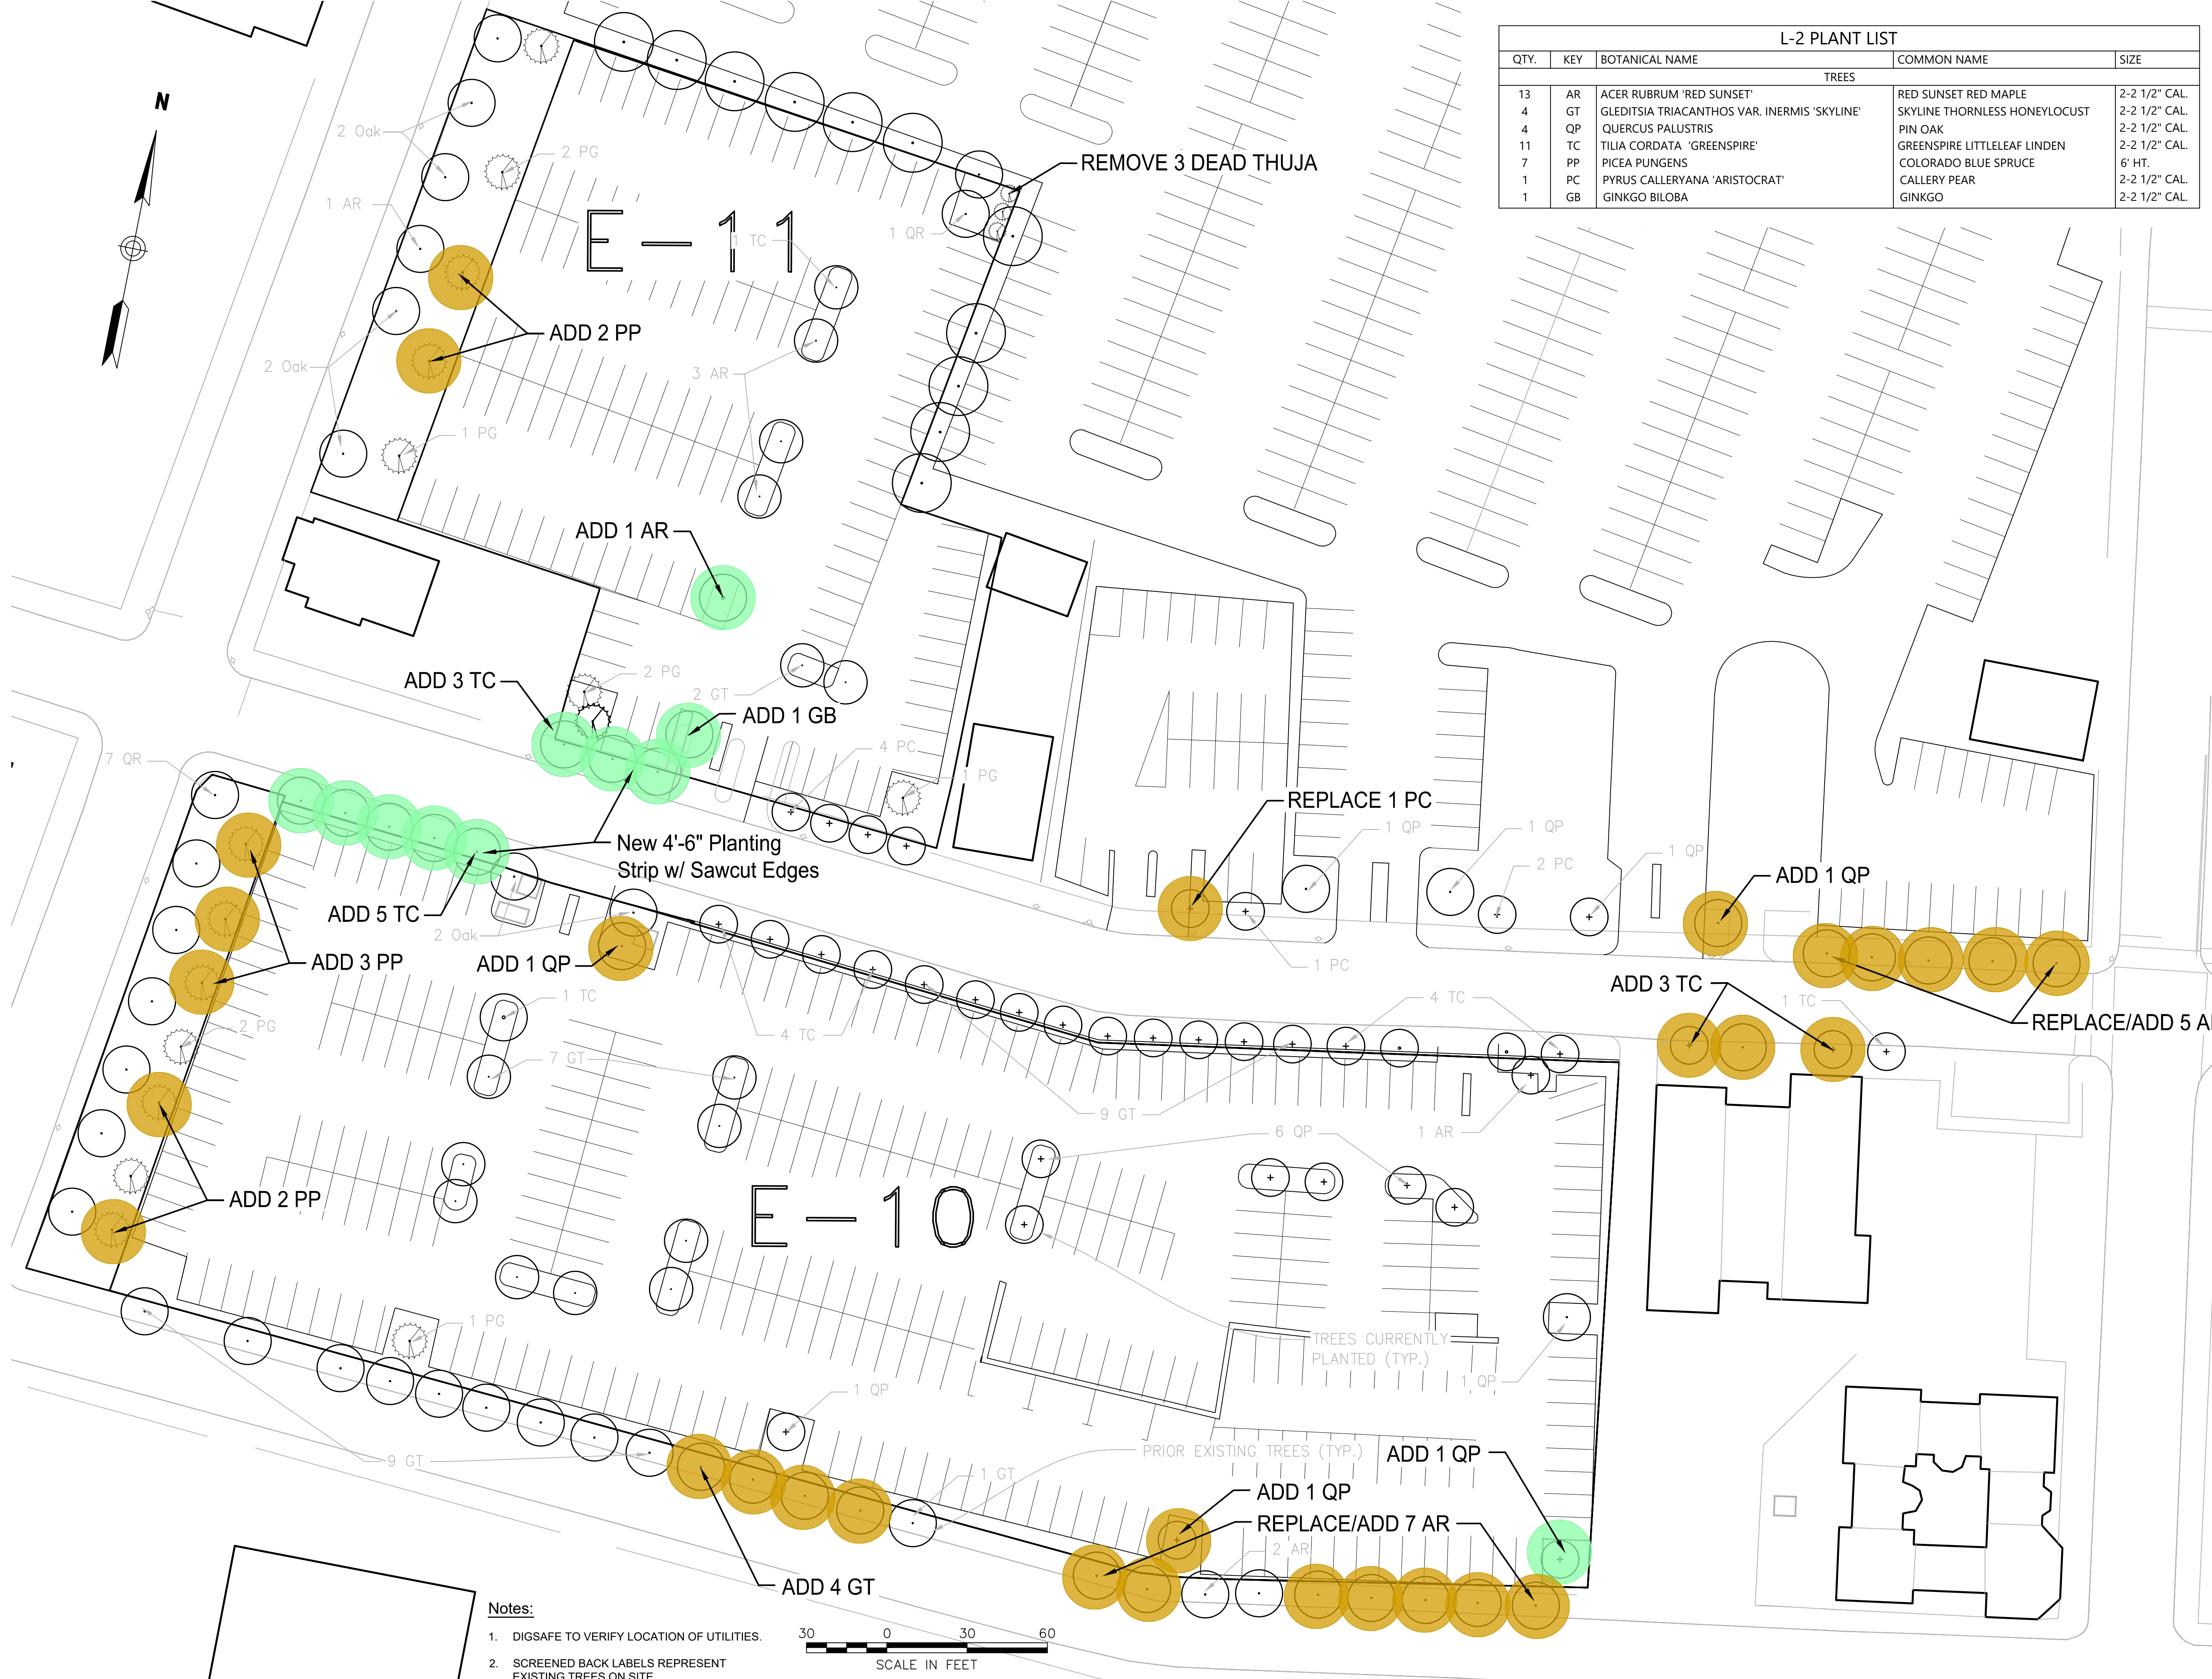 L-2 PLANT LIST
QTY. KEY BOTANICAL NAME COMMON NAME SIZE
TREES
13 AR ACER RUBRUM 'RED SUNSET' RED SUNSET RED MAPLE 2-2 1/2" CAL.
4 GT GLEDITSIA TRIACANTHOS VAR. INERMIS 'SKYLINE' SKYLINE THORNLESS HONEYLOCUST 2-2 1/2" CAL.
4 QP QUERCUS PALUSTRIS PIN OAK 2-2 1/2" CAL.
11 TC TILIA CORDATA 'GREENSPIRE' GREENSPIRE LITTLELEAF LINDEN 2-2 1/2" CAL.
7 PP PICEA PUNGENS COLORADO BLUE SPRUCE 6' HT.
1 PC PYRUS CALLERYANA 'ARISTOCRAT' CALLERY PEAR 2-2 1/2" CAL.
1 GB GINKGO BILOBA GINKGO 2-2 1/2" CAL.
N
2 Oak
2 PG
REMOVE 3 DEAD THUJA
1 AR
E-11
1 TC
1 QR
ADD 2 PP
2 Oak
3 AR
1 PG
ADD 1 AR
ADD 3 TC
2 PG
2 GT
ADD 1 GB
4 PC
7 QR
1 PG
REPLACE 1 PC
1 QP
1 QP
New 4'-6" Planting
Strip w/ Sawcut Edges
2 PC
1 QP
ADD 1 QP
ADD 5 TC
2 Oak
ADD 3 PP
ADD 1 QP
1 PC
ADD 3 TC
1 TC
4 TC
1 TC
REPLACE/ADD 5 A
2 PG
4 TC
7 GT
9 GT
6 QP
1 AR
ADD 2 PP
E-10
1 PG
TREES CURRENTLY
PLANTED (TYP.)
1 QP
1 QP
9 GT
PRIOR EXISTING TREES (TYP.)
ADD 1 QP
1 GT
ADD 1 QP
REPLACE/ADD 7 AR
2 AR
ADD 4 GT
Notes:
1. DIGSAFE TO VERIFY LOCATION OF UTILITIES.
2. SCREENED BACK LABELS REPRESENT
EXISTING TREES ON SITE
30 0 30 60
SCALE IN FEET